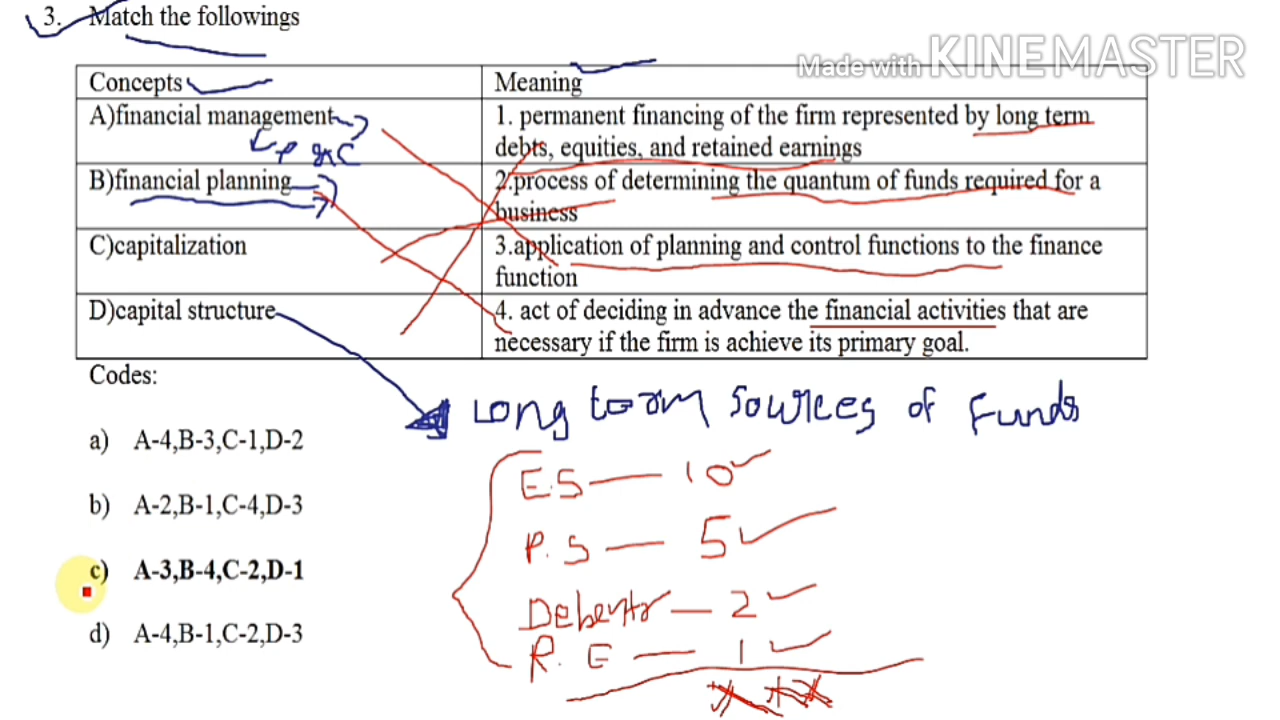 3. Match the followings
Made with KINEMASTER
Concepts
Meaning
A)financial management
1. permanent financing of the firm represented by long term
debts, equities, and retained earnings
P &C
B)financial planning
2.process of determining the quantum of funds required for a
business
C)capitalization
3.application of planning and control functions to the finance
function
D)capital structure
4. act of deciding in advance the financial activities that are
necessary if the firm is achieve its primary goal.
Codes:
Long term sources of Funds
a) A-4,B-3,C-1,D-2
E.S — 10
b) A-2,B-1,C-4,D-3
P.S — 5
c) A-3,B-4,C-2,D-1
— 2
d) A-4,B-1,C-2,D-3
R.E — 1